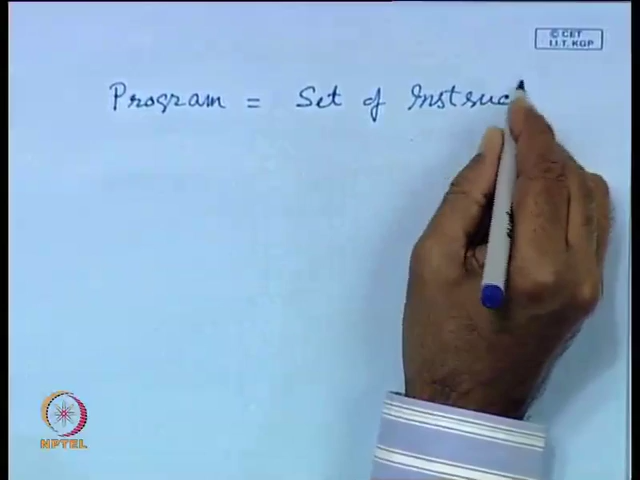 © CET
I.I.T. KGP
Program = Set of Instruc
NPTEL